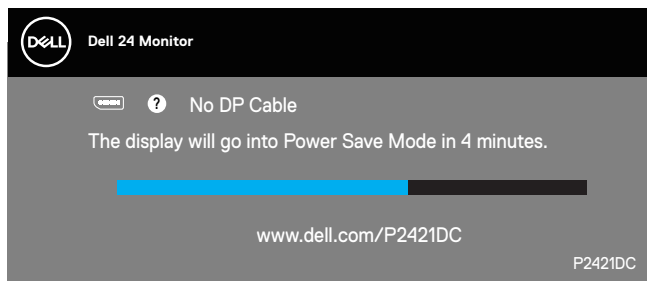 DELL
Dell 24 Monitor
? No DP Cable
The display will go into Power Save Mode in 4 minutes.
www.dell.com/P2421DC
P2421DC